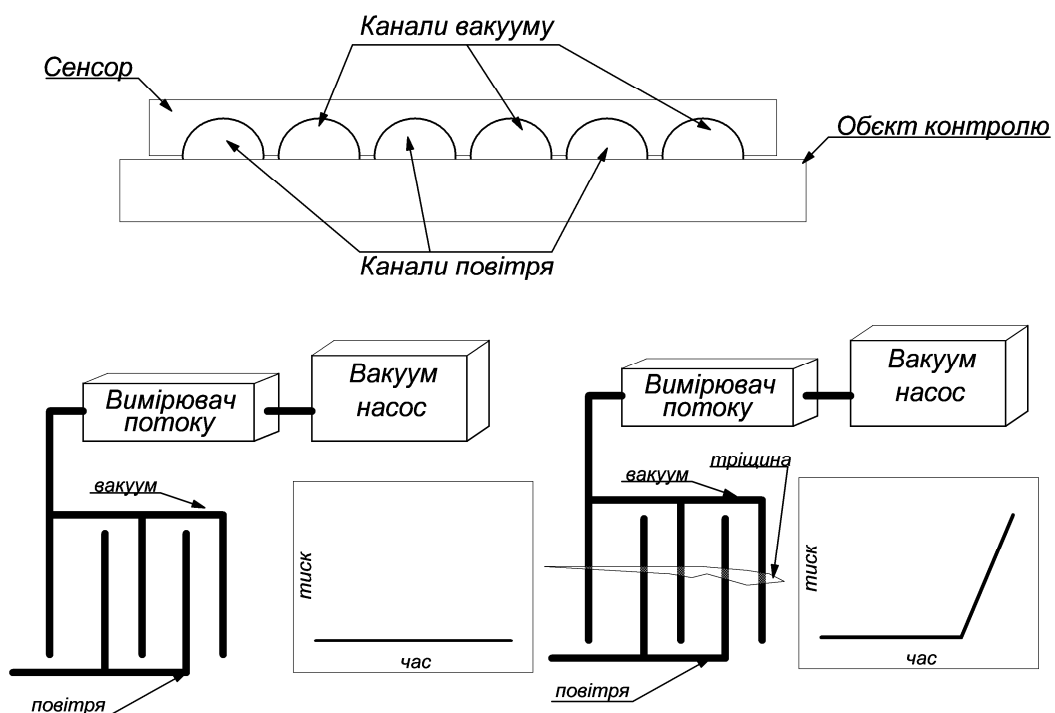 Канали вакууму
Сенсор
Обєкт контролю
Канали повітря
Вимірювач
потоку
Вакуум
насос
вакуум
тиск
час
повітря
Вимірювач
потоку
Вакуум
насос
тріщина
вакуум
тиск
час
повітря